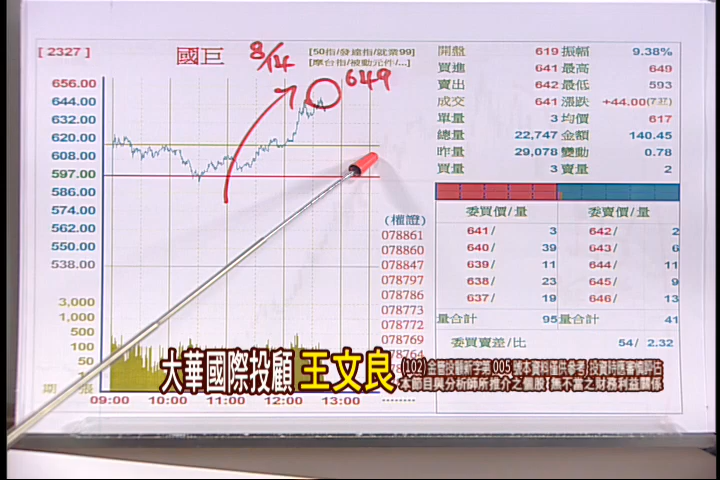 [ 2327 ]
國巨
8/14
649
[50指/發達指/就業99]
[摩台指/被動元件/...]
656.00
644.00
632.00
620.00
608.00
597.00
586.00
574.00
562.00
550.00
538.00
3,000
1,000
500
100
50
10
期
09:00
10:00
11:00
12:00
13:00
(權證)
078861
078860
078847
078797
078786
078773
078772
078769
078764
開盤 619 振幅 9.38%
買進 641 最高 649
賣出 642 最低 593
成交 641 漲跌 +44.00
單量 3 均價 617
總量 22,747 金額 140.45
昨量 29,078 變動 0.78
買量 3 賣量 2
委買價/量 委賣價/量
641/ 3 642/ 2
640/ 39 643/ 6
639/ 11 644/ 11
638/ 23 645/ 9
637/ 19 646/ 13
量合計 95 量合計 41
委買賣差/比 54/ 2.32
大華國際投顧 王文良
(102)金管投顧新字第 005 號本資料僅供參考,投資時應審慎評估
本節目與分析師所推介之個股 無不當之財務利益關係